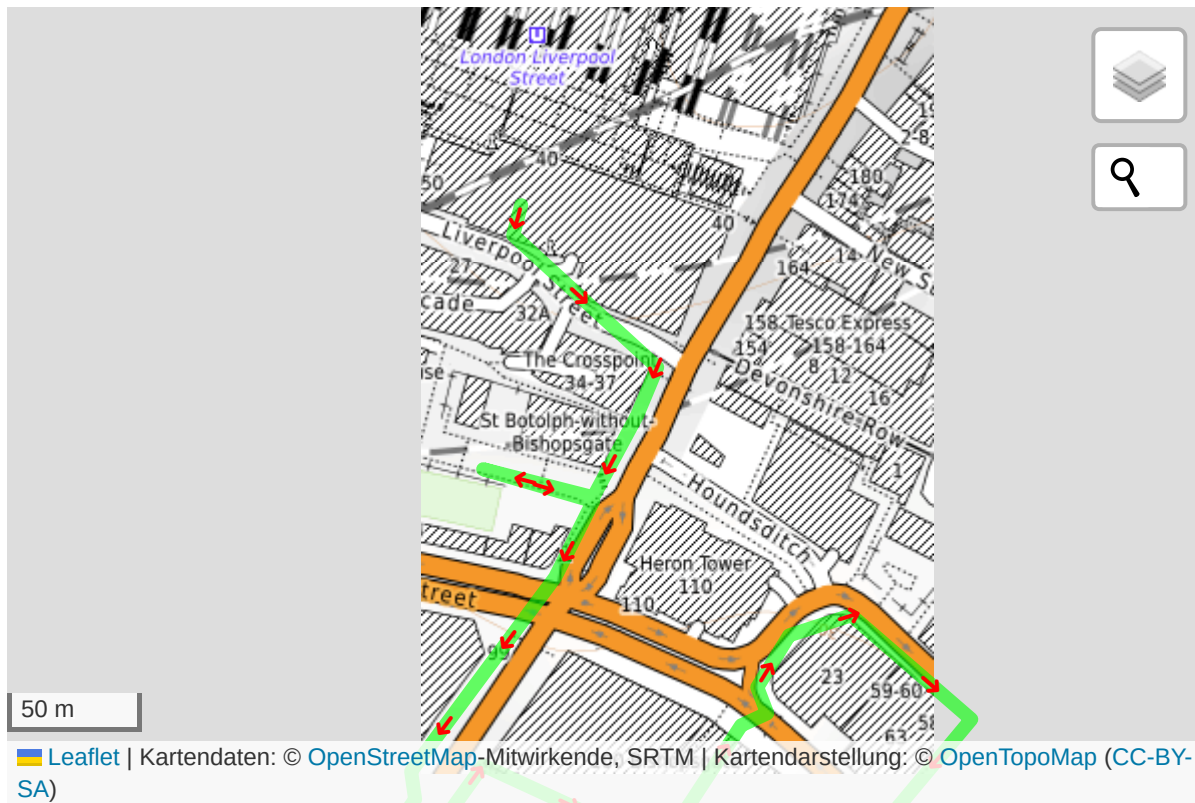 London Liverpool
Street
40
50
19
-8
180
174
40
Liverpool Street
27
14
New St
164
cade
32A
158
Tesco Express
158-164
154
8
12
The Crosspoint
34-37
16
Devonshire Row
St Botolph-without-
Bishopsgate
1
Houndsditch
Heron Tower
110
110
treet
99
23
59-60
58
63
50 m
Leaflet | Kartendaten: © OpenStreetMap-Mitwirkende, SRTM | Kartendarstellung: © OpenTopoMap (CC-BY-
SA)